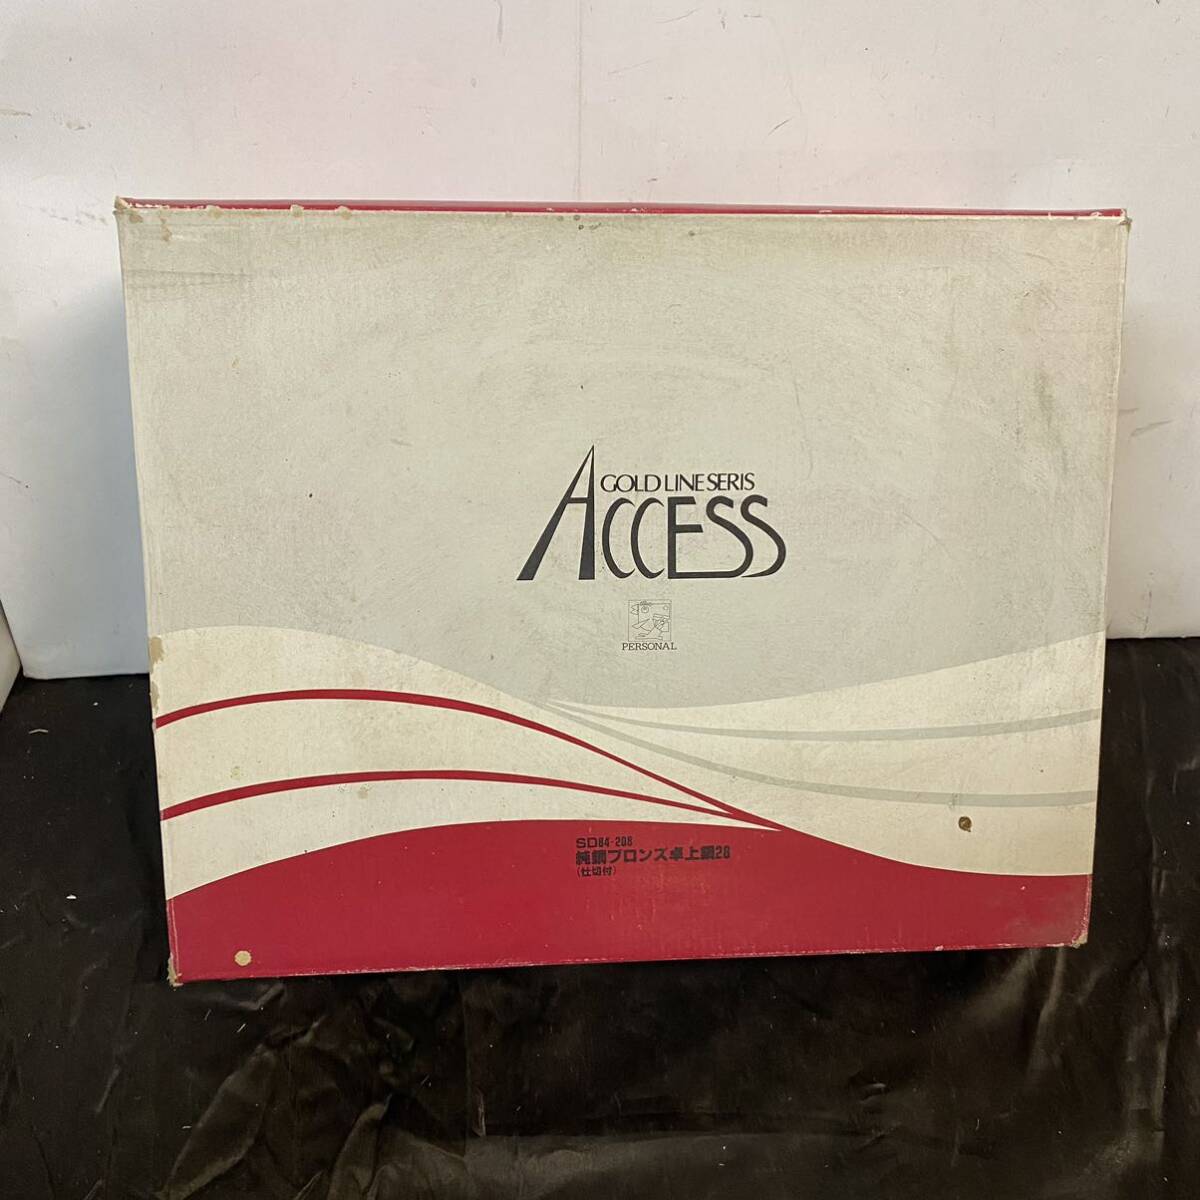 GOLD LINE SERIS
ACCESS
PERSONAL
SD84-208
純銅ブロンズ卓上鍋28
(仕切付)